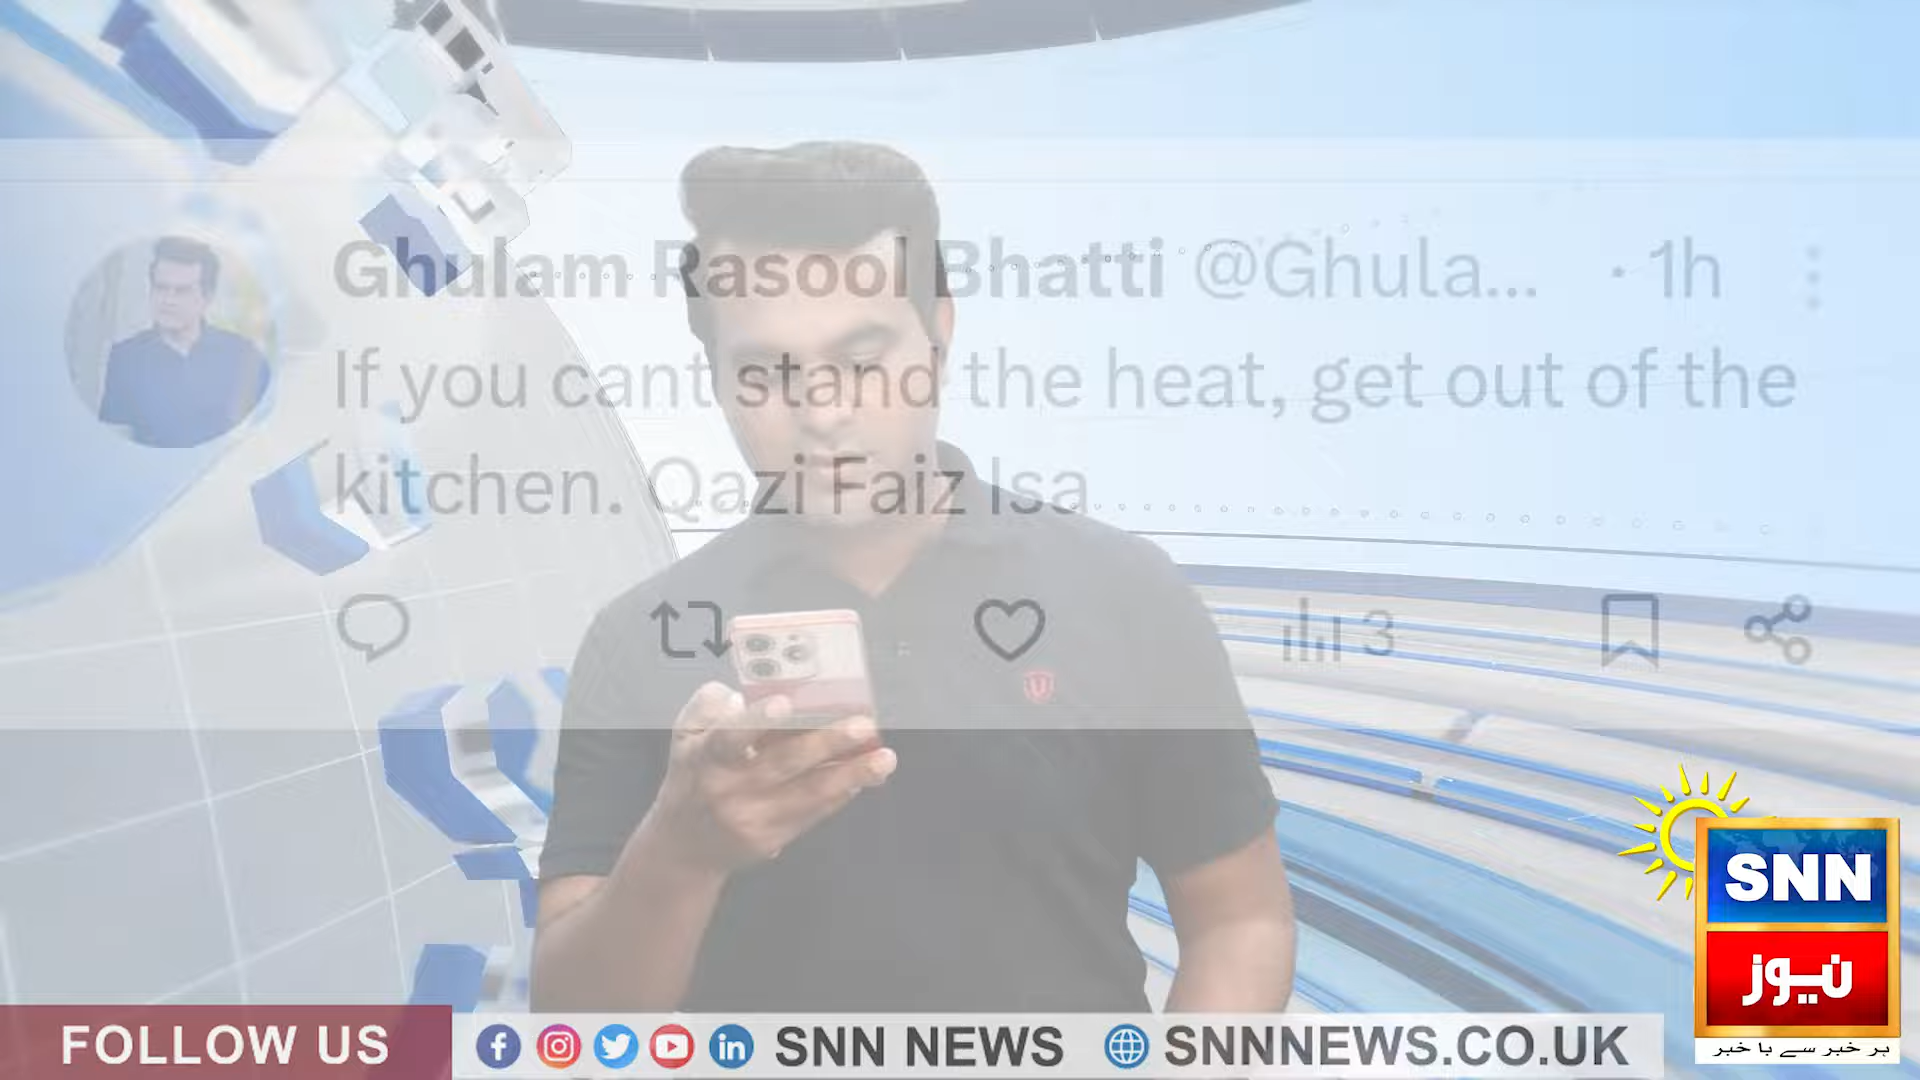 Ghulam Rasool Bhatti @Ghula... · 1h
If you cant stand the heat, get out of the
kitchen. Qazi Faiz Isa
3
U
SNN
نیوز
ہر خبر سے با خبر
FOLLOW US
SNN NEWS
SNNNEWS.CO.UK